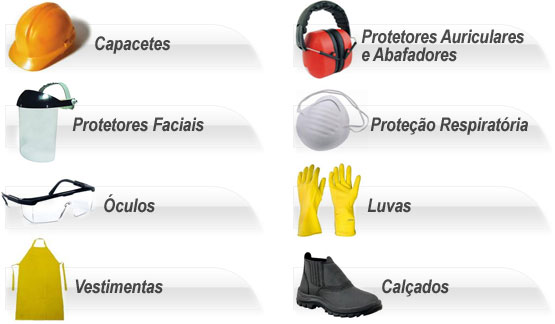 Capacetes
Protetores Auriculares
e Abafadores
Protetores Faciais
Proteção Respiratória
Óculos
Luvas
Vestimentas
Calçados